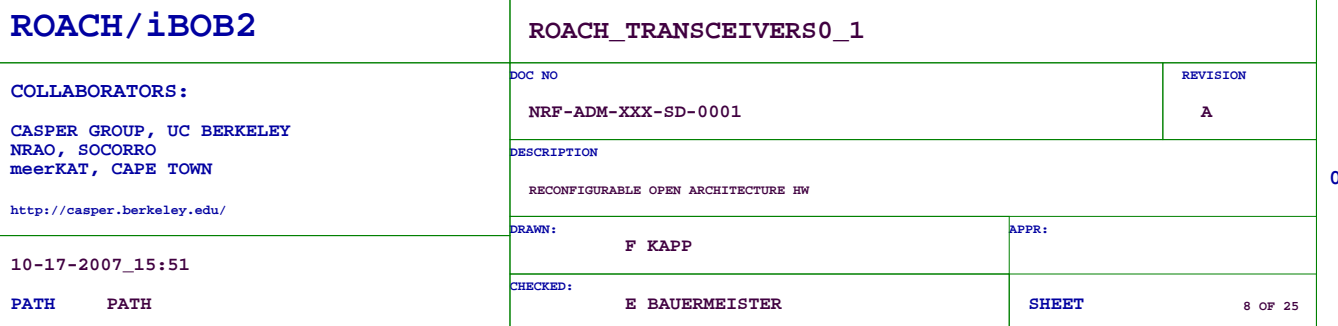 ROACH/iBOB2
COLLABORATORS:
CASPER GROUP, UC BERKELEY
NRAO, SOCORRO
meerKAT, CAPE TOWN
http://casper.berkeley.edu/
10-17-2007_15:51
PATH PATH
ROACH_TRANSCEIVERS0_1
DOC NO
NRF-ADM-XXX-SD-0001
REVISION
A
DESCRIPTION
RECONFIGURABLE OPEN ARCHITECTURE HW
DRAWN:
F KAPP
APPR:
CHECKED:
E BAUERMEISTER
SHEET 8 OF 25